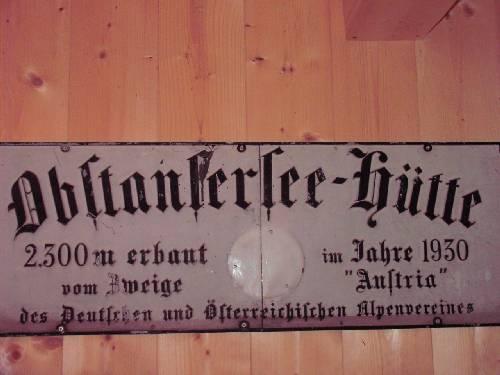 Obſtanſerſee-Hütte
2.300 m erbaut im Jahre 1930
vom Zweige "Auſtria"
des Deutſchen und Öſterreichiſchen Alpenvereines